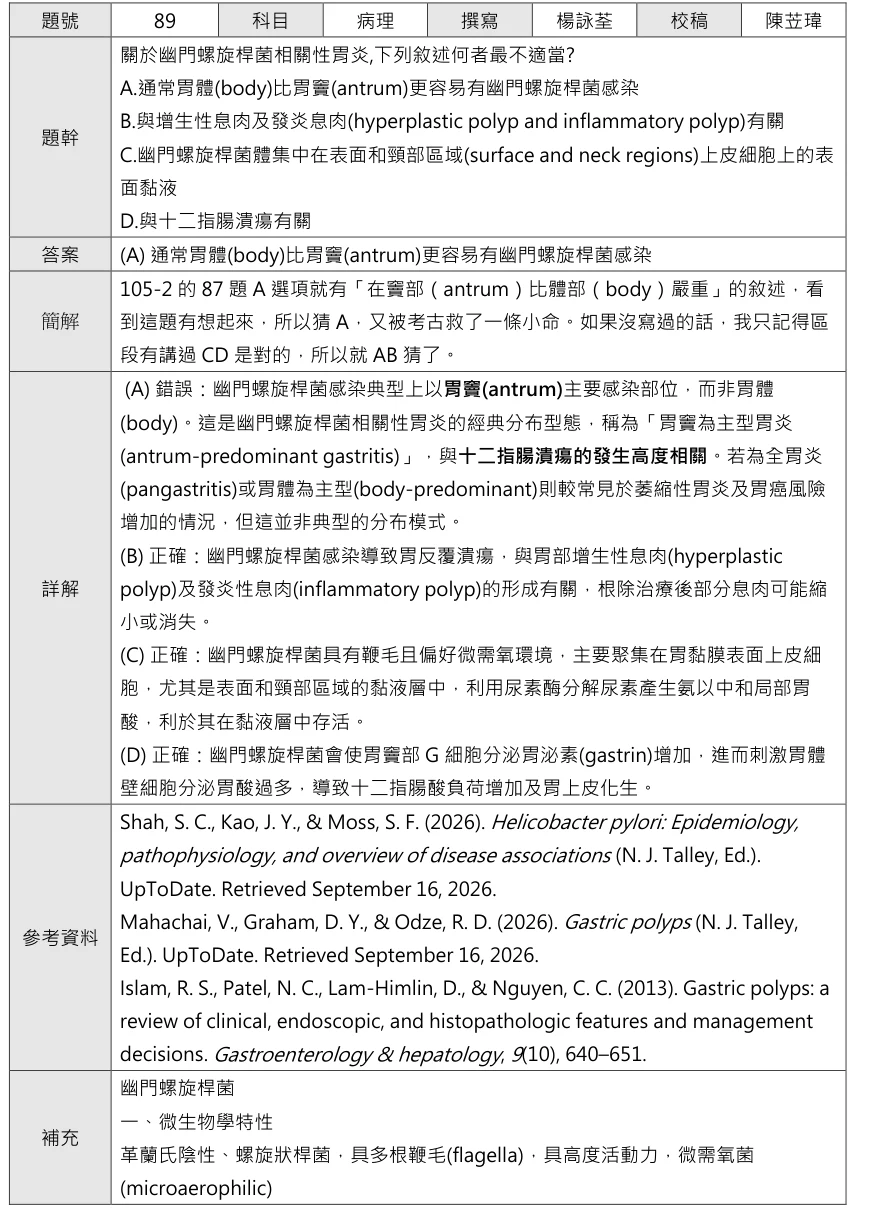 題號 89 科目 病理 撰寫 楊詠荃 校稿 陳苙瑋
題幹
關於幽門螺旋桿菌相關性胃炎,下列敘述何者最不適當?
A.通常胃體(body)比胃竇(antrum)更容易有幽門螺旋桿菌感染
B.與增生性息肉及發炎息肉(hyperplastic polyp and inflammatory polyp)有關
C.幽門螺旋桿菌體集中在表面和頸部區域(surface and neck regions)上皮細胞上的表
面黏液
D.與十二指腸潰瘍有關
答案
(A) 通常胃體(body)比胃竇(antrum)更容易有幽門螺旋桿菌感染
簡解
105-2 的 87 題 A 選項就有「在竇部（antrum）比體部（body）嚴重」的敘述，看
到這題有想起來，所以猜 A，又被考古救了一條小命。如果沒寫過的話，我只記得區
段有講過 CD 是對的，所以就 AB 猜了。
詳解
(A) 錯誤：幽門螺旋桿菌感染典型上以胃竇(antrum)主要感染部位，而非胃體
(body)。這是幽門螺旋桿菌相關性胃炎的經典分布型態，稱為「胃竇為主型胃炎
(antrum-predominant gastritis)」，與十二指腸潰瘍的發生高度相關。若為全胃炎
(pangastritis)或胃體為主型(body-predominant)則較常見於萎縮性胃炎及胃癌風險
增加的情況，但這並非典型的分布模式。
(B) 正確：幽門螺旋桿菌感染導致胃反覆潰瘍，與胃部增生性息肉(hyperplastic
polyp)及發炎性息肉(inflammatory polyp)的形成有關，根除治療後部分息肉可能縮
小或消失。
(C) 正確：幽門螺旋桿菌具有鞭毛且偏好微需氧環境，主要聚集在胃黏膜表面上皮細
胞，尤其是表面和頸部區域的黏液層中，利用尿素酶分解尿素產生氨以中和局部胃
酸，利於其在黏液層中存活。
(D) 正確：幽門螺旋桿菌會使胃竇部 G 細胞分泌胃泌素(gastrin)增加，進而刺激胃體
壁細胞分泌胃酸過多，導致十二指腸酸負荷增加及胃上皮化生。
參考資料
Shah, S. C., Kao, J. Y., & Moss, S. F. (2026). Helicobacter pylori: Epidemiology,
pathophysiology, and overview of disease associations (N. J. Talley, Ed.).
UpToDate. Retrieved September 16, 2026.
Mahachai, V., Graham, D. Y., & Odze, R. D. (2026). Gastric polyps (N. J. Talley,
Ed.). UpToDate. Retrieved September 16, 2026.
Islam, R. S., Patel, N. C., Lam-Himlin, D., & Nguyen, C. C. (2013). Gastric polyps: a
review of clinical, endoscopic, and histopathologic features and management
decisions. Gastroenterology & hepatology, 9(10), 640–651.
補充
幽門螺旋桿菌
一、微生物學特性
革蘭氏陰性、螺旋狀桿菌，具多根鞭毛(flagella)，具高度活動力，微需氧菌
(microaerophilic)